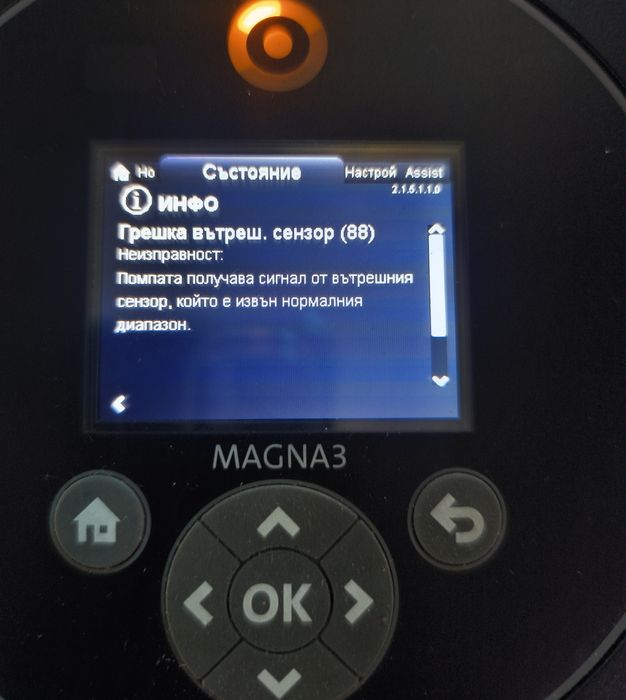 Но Състояние Настрой Assist
2.1.5.1.1.0
ИНФО
Грешка вътреш. сензор (88)
Неизправност:
Помпата получава сигнал от вътрешния
сензор, който е извън нормалния
диапазон.
MAGNA3
OK